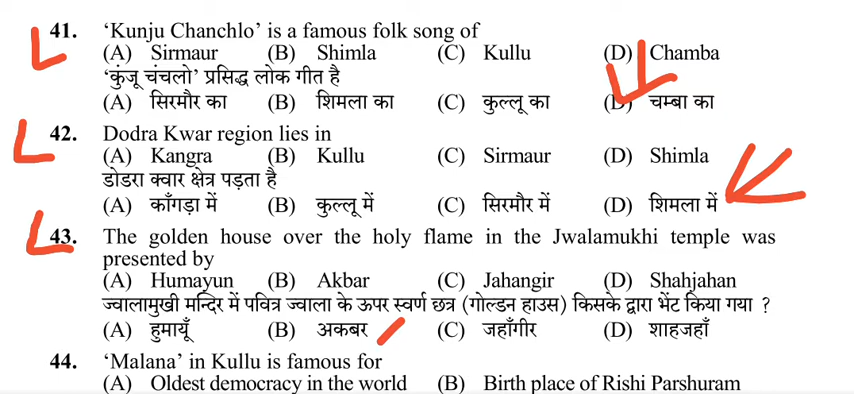 41. ‘Kunju Chanchlo’ is a famous folk song of
(A) Sirmaur (B) Shimla (C) Kullu (D) Chamba
‘कुंजू चंचलो’ प्रसिद्ध लोक गीत है
(A) सिरमौर का (B) शिमला का (C) कुल्लू का (D) चम्बा का
42. Dodra Kwar region lies in
(A) Kangra (B) Kullu (C) Sirmaur (D) Shimla
डोडरा क्वार क्षेत्र पड़ता है
(A) काँगड़ा में (B) कुल्लू में (C) सिरमौर में (D) शिमला में
43. The golden house over the holy flame in the Jwalamukhi temple was
presented by
(A) Humayun (B) Akbar (C) Jahangir (D) Shahjahan
ज्वालामुखी मन्दिर में पवित्र ज्वाला के ऊपर स्वर्ण छत्र (गोल्डन हाउस) किसके द्वारा भेंट किया गया ?
(A) हुमायूँ (B) अकबर (C) जहाँगीर (D) शाहजहाँ
44. ‘Malana’ in Kullu is famous for
(A) Oldest democracy in the world (B) Birth place of Rishi Parshuram